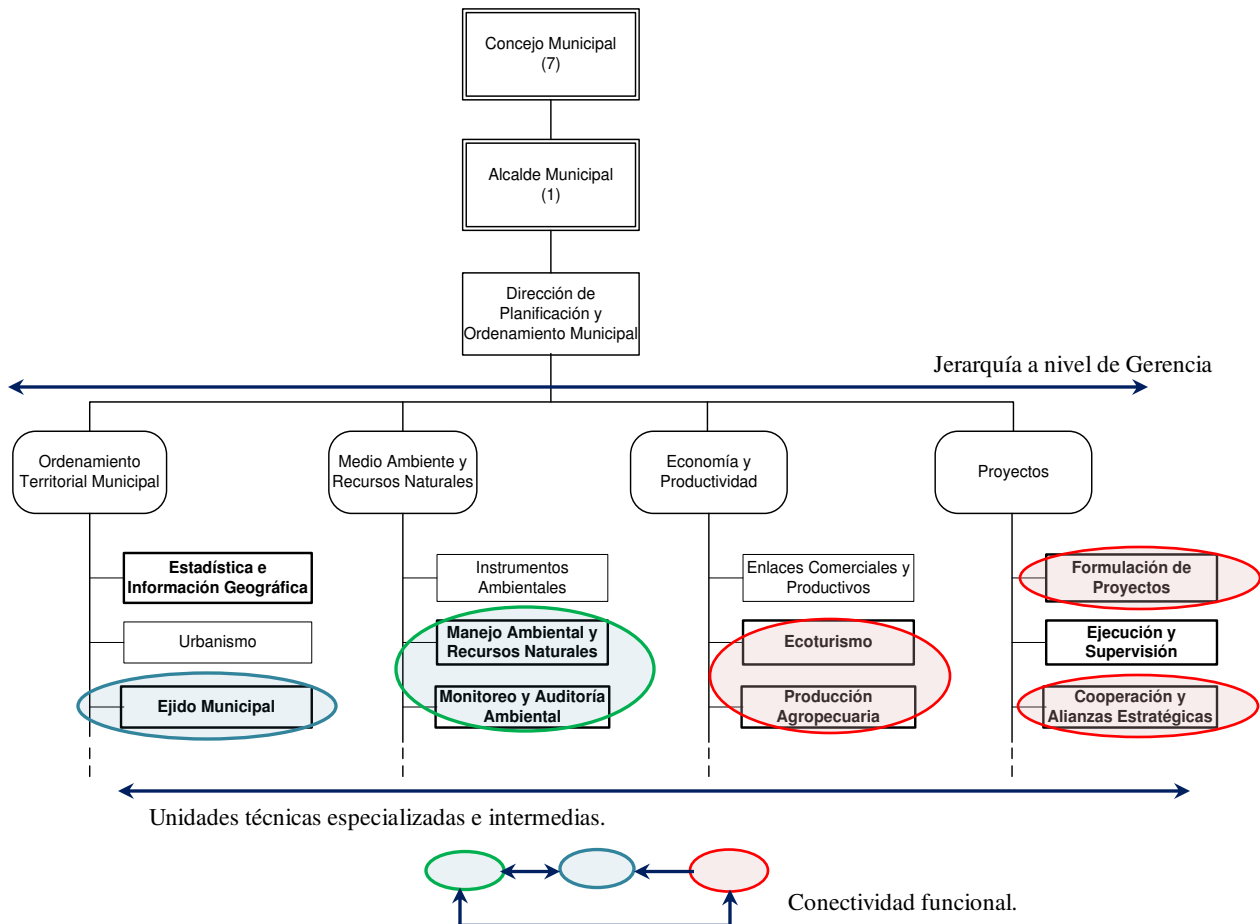 Concejo Municipal
(7)
Alcalde Municipal
(1)
Dirección de
Planificación y
Ordenamiento Municipal
Jerarquía a nivel de Gerencia
Ordenamiento
Territorial Municipal
Medio Ambiente y
Recursos Naturales
Economía y
Productividad
Proyectos
Estadística e
Información Geográfica
Urbanismo
Ejido Municipal
Instrumentos
Ambientales
Manejo Ambiental y
Recursos Naturales
Monitoreo y Auditoría
Ambiental
Enlaces Comerciales y
Productivos
Ecoturismo
Producción
Agropecuaria
Formulación de
Proyectos
Ejecución y
Supervisión
Cooperación y
Alianzas Estratégicas
Unidades técnicas especializadas e intermedias.
Conectividad funcional.